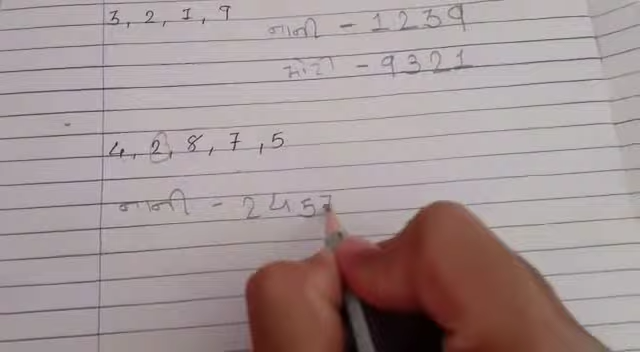 3, 2, 1, 9
નાની - 1239
મોટી - 9321
4, 2, 8, 7, 5
નાની - 2457